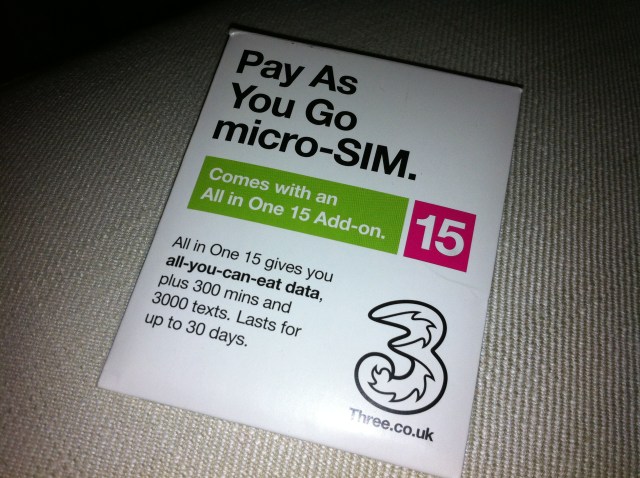 Pay As
You Go
micro-SIM.
Comes with an
All in One 15 Add-on.
15
All in One 15 gives you
all-you-can-eat data,
plus 300 mins and
3000 texts. Lasts for
up to 30 days.
3
Three.co.uk